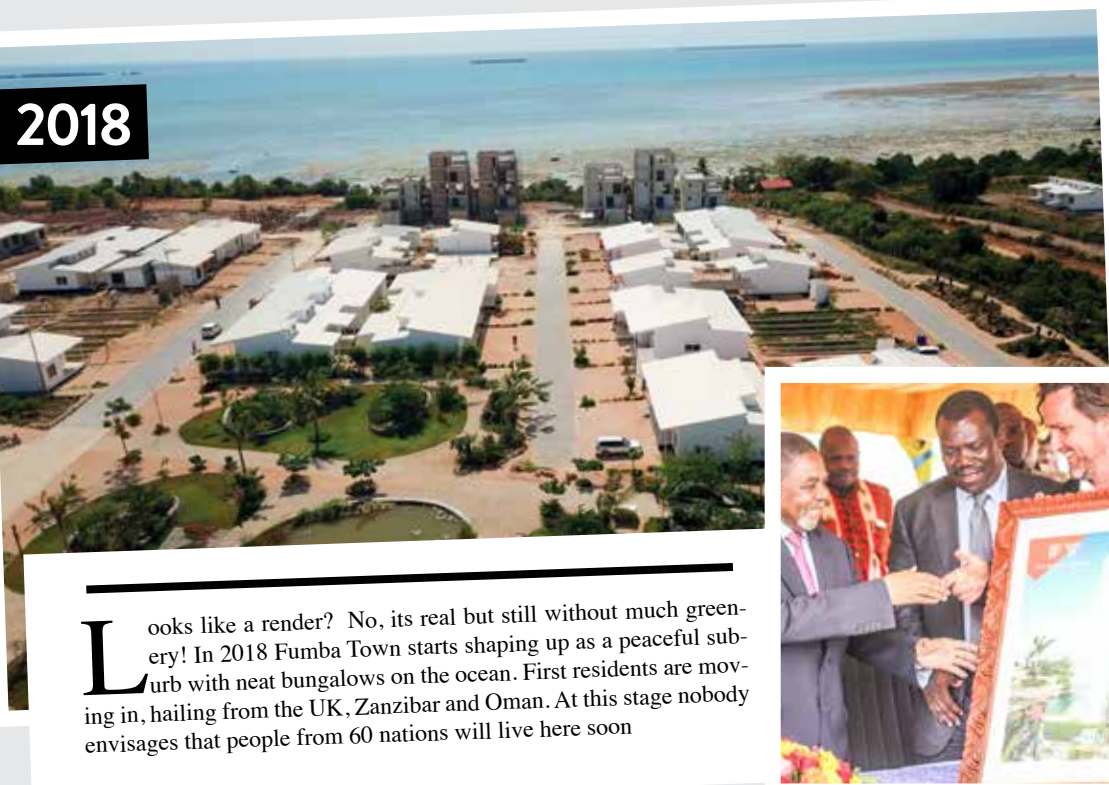 2018
Looks like a render?  No, its real but still without much green-
ery! In 2018 Fumba Town starts shaping up as a peaceful sub-
urb with neat bungalows on the ocean. First residents are mov-
ing in, hailing from the UK, Zanzibar and Oman. At this stage nobody
envisages that people from 60 nations will live here soon